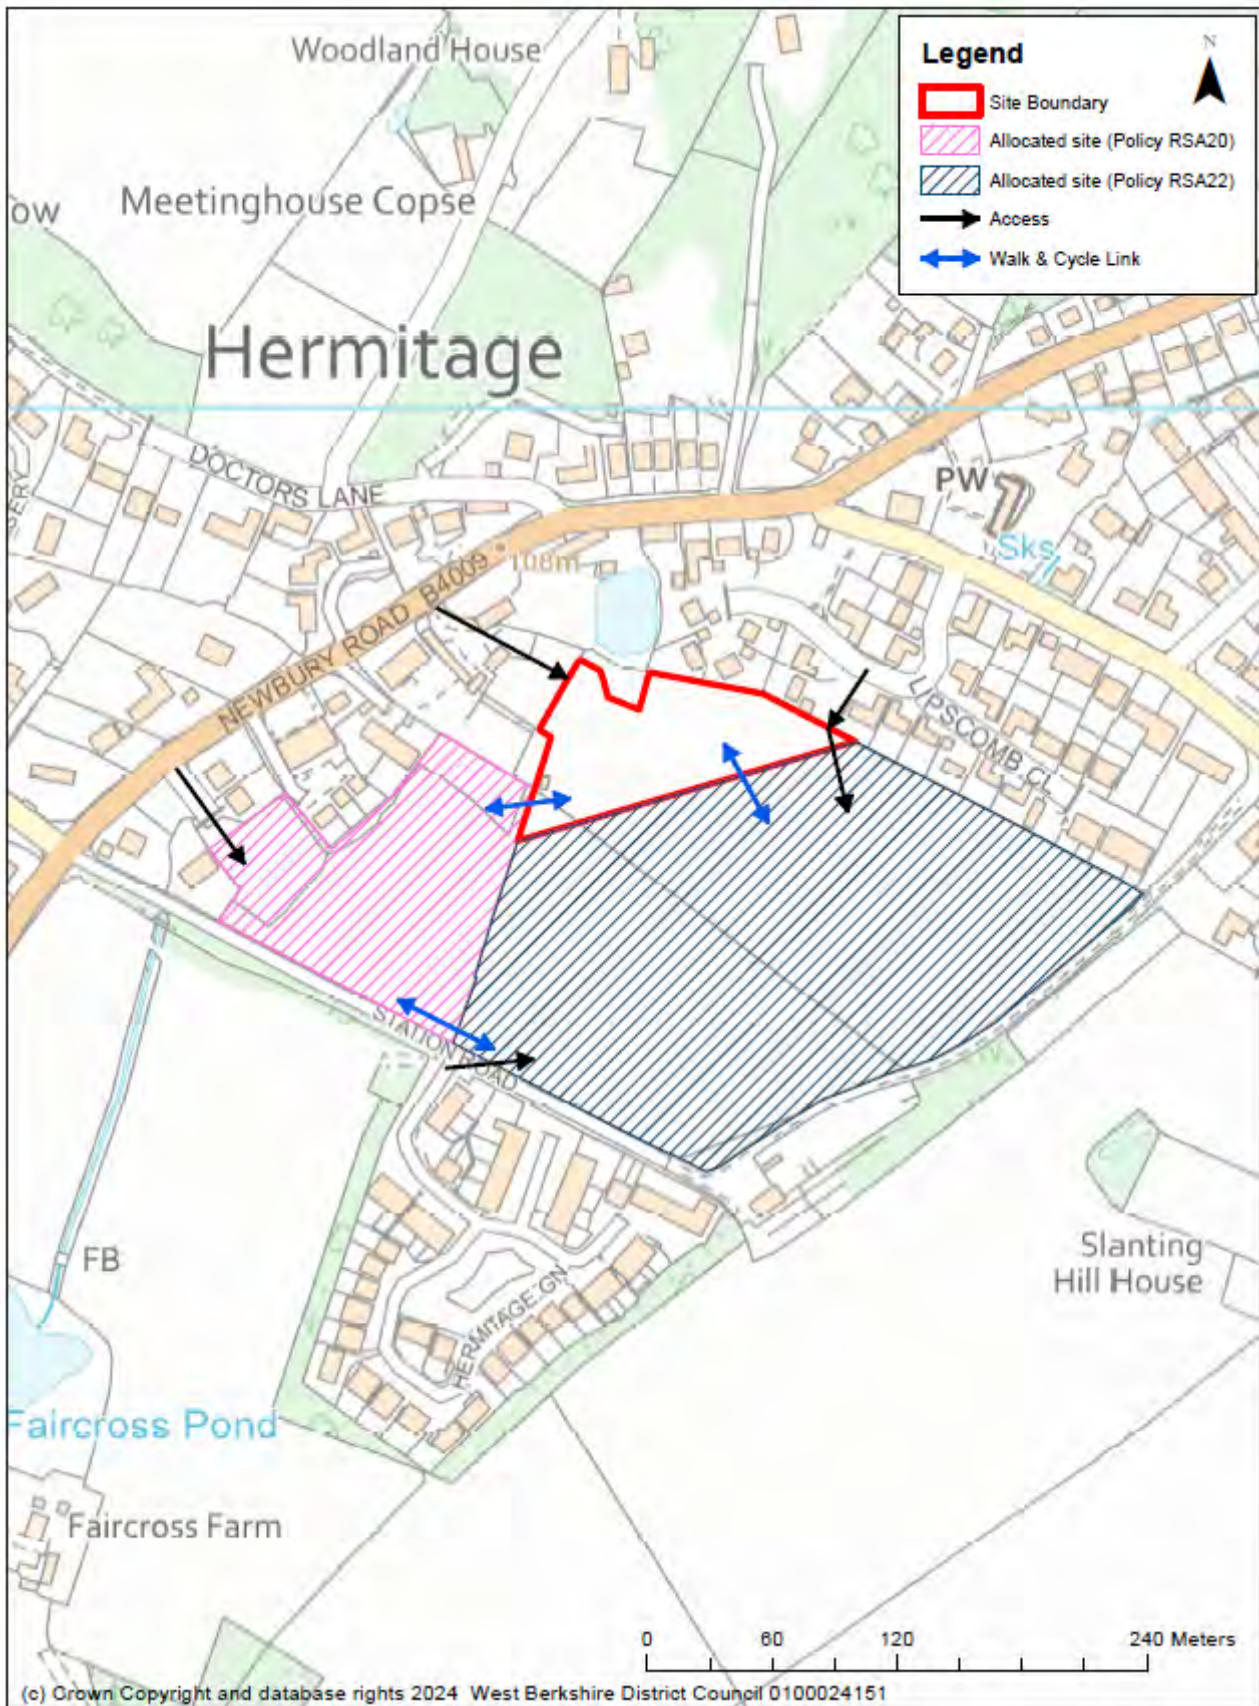 Woodland House
Legend
N
Site Boundary
Allocated site (Policy RSA20)
Allocated site (Policy RSA22)
Access
Walk & Cycle Link
Meetinghouse Copse
ow
Hermitage
DOCTORS LANE
SERY
PW
Sks
108m
NEWBURY ROAD B4009
LIPSCOMB CL
STATION ROAD
FB
HERMITAGE GN
Slanting
Hill House
Faircross Pond
Faircross Farm
0 60 120 240 Meters
(c) Crown Copyright and database rights 2024 West Berkshire District Council 0100024151